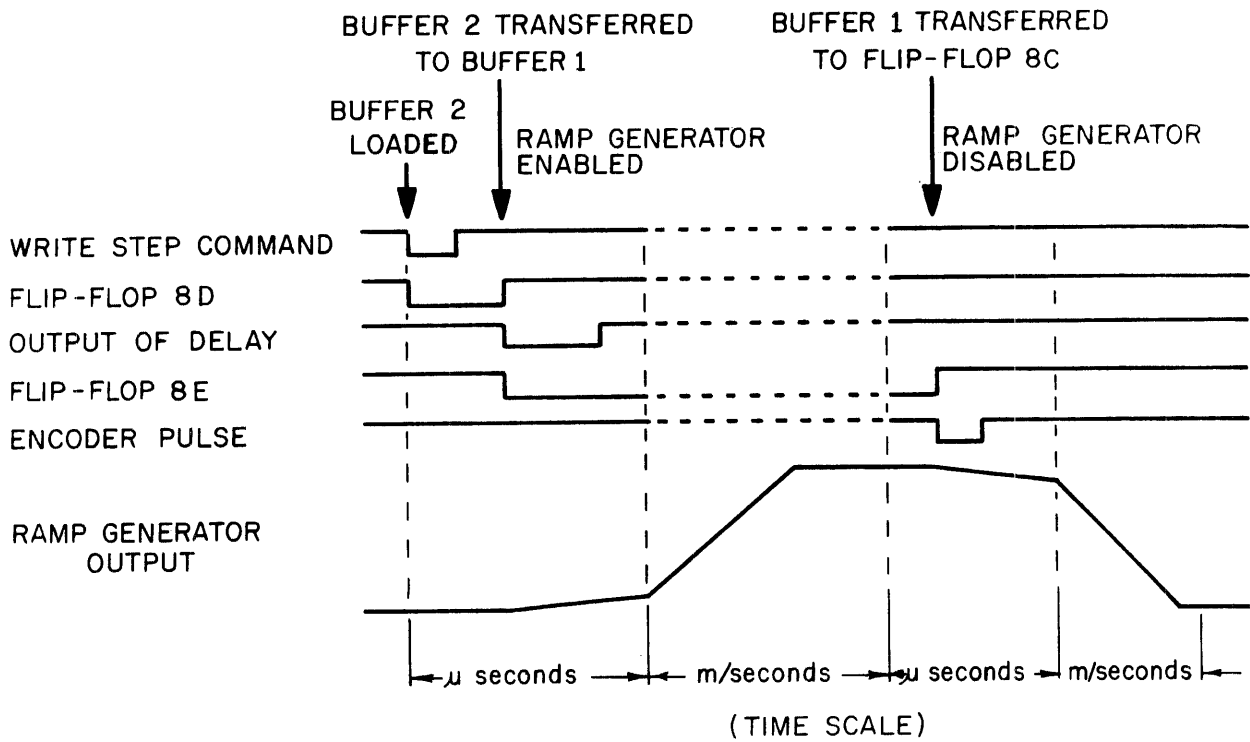 BUFFER 2 TRANSFERRED
TO BUFFER 1
BUFFER 1 TRANSFERRED
TO FLIP-FLOP 8C
BUFFER 2
LOADED
RAMP GENERATOR
ENABLED
RAMP GENERATOR
DISABLED
WRITE STEP COMMAND
FLIP-FLOP 8D
OUTPUT OF DELAY
FLIP-FLOP 8E
ENCODER PULSE
RAMP GENERATOR
OUTPUT
μ seconds
m/seconds
μ seconds
m/seconds
(TIME SCALE)